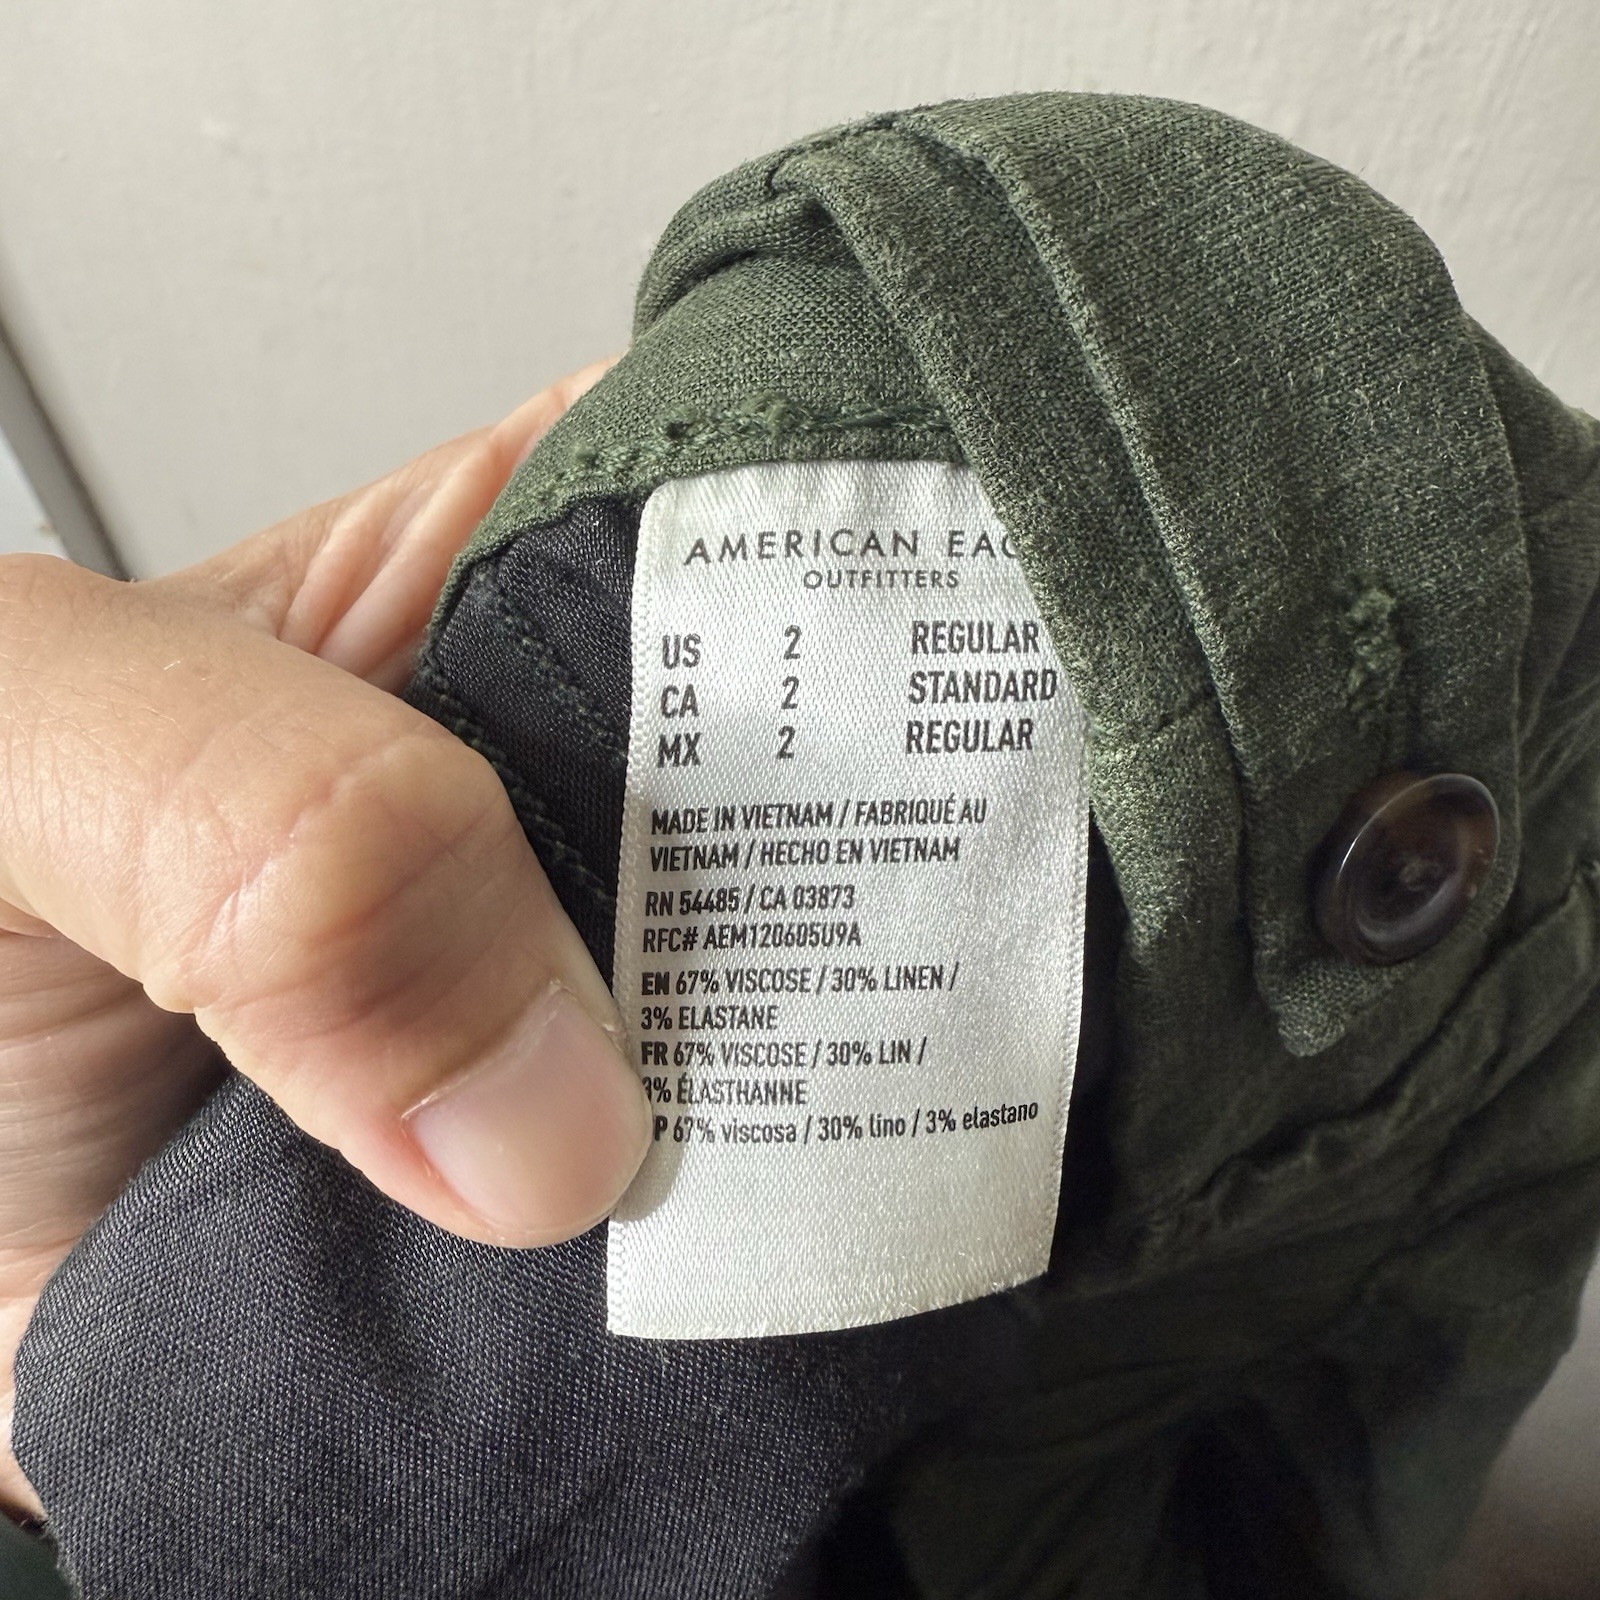 AMERICAN EAG
OUTFITTERS
US 2 REGULAR
CA 2 STANDARD
MX 2 REGULAR
MADE IN VIETNAM / FABRIQUÉ AU
VIETNAM / HECHO EN VIETNAM
RN 54485 / CA 03873
RFC# AEM120605U9A
EN 67% VISCOSE / 30% LINEN /
3% ELASTANE
FR 67% VISCOSE / 30% LIN /
3% ÉLASTHANNE
P 67% viscosa / 30% lino / 3% elastano